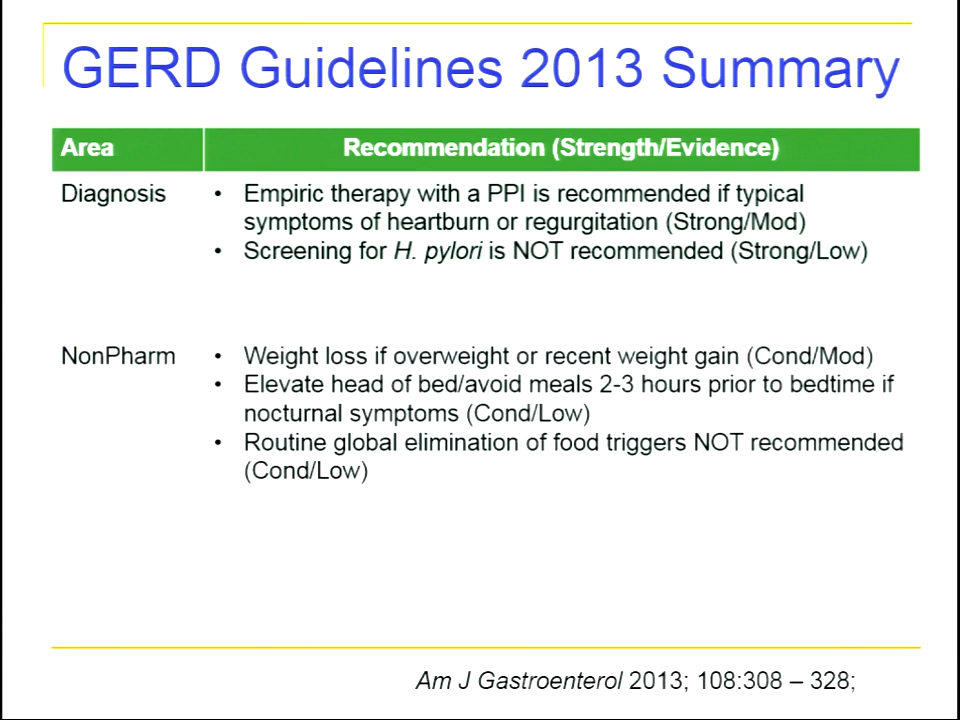 GERD Guidelines 2013 Summary
Area Recommendation (Strength/Evidence)
Diagnosis • Empiric therapy with a PPI is recommended if typical
symptoms of heartburn or regurgitation (Strong/Mod)
• Screening for H. pylori is NOT recommended (Strong/Low)
NonPharm • Weight loss if overweight or recent weight gain (Cond/Mod)
• Elevate head of bed/avoid meals 2-3 hours prior to bedtime if
nocturnal symptoms (Cond/Low)
• Routine global elimination of food triggers NOT recommended
(Cond/Low)
Am J Gastroenterol 2013; 108:308 – 328;